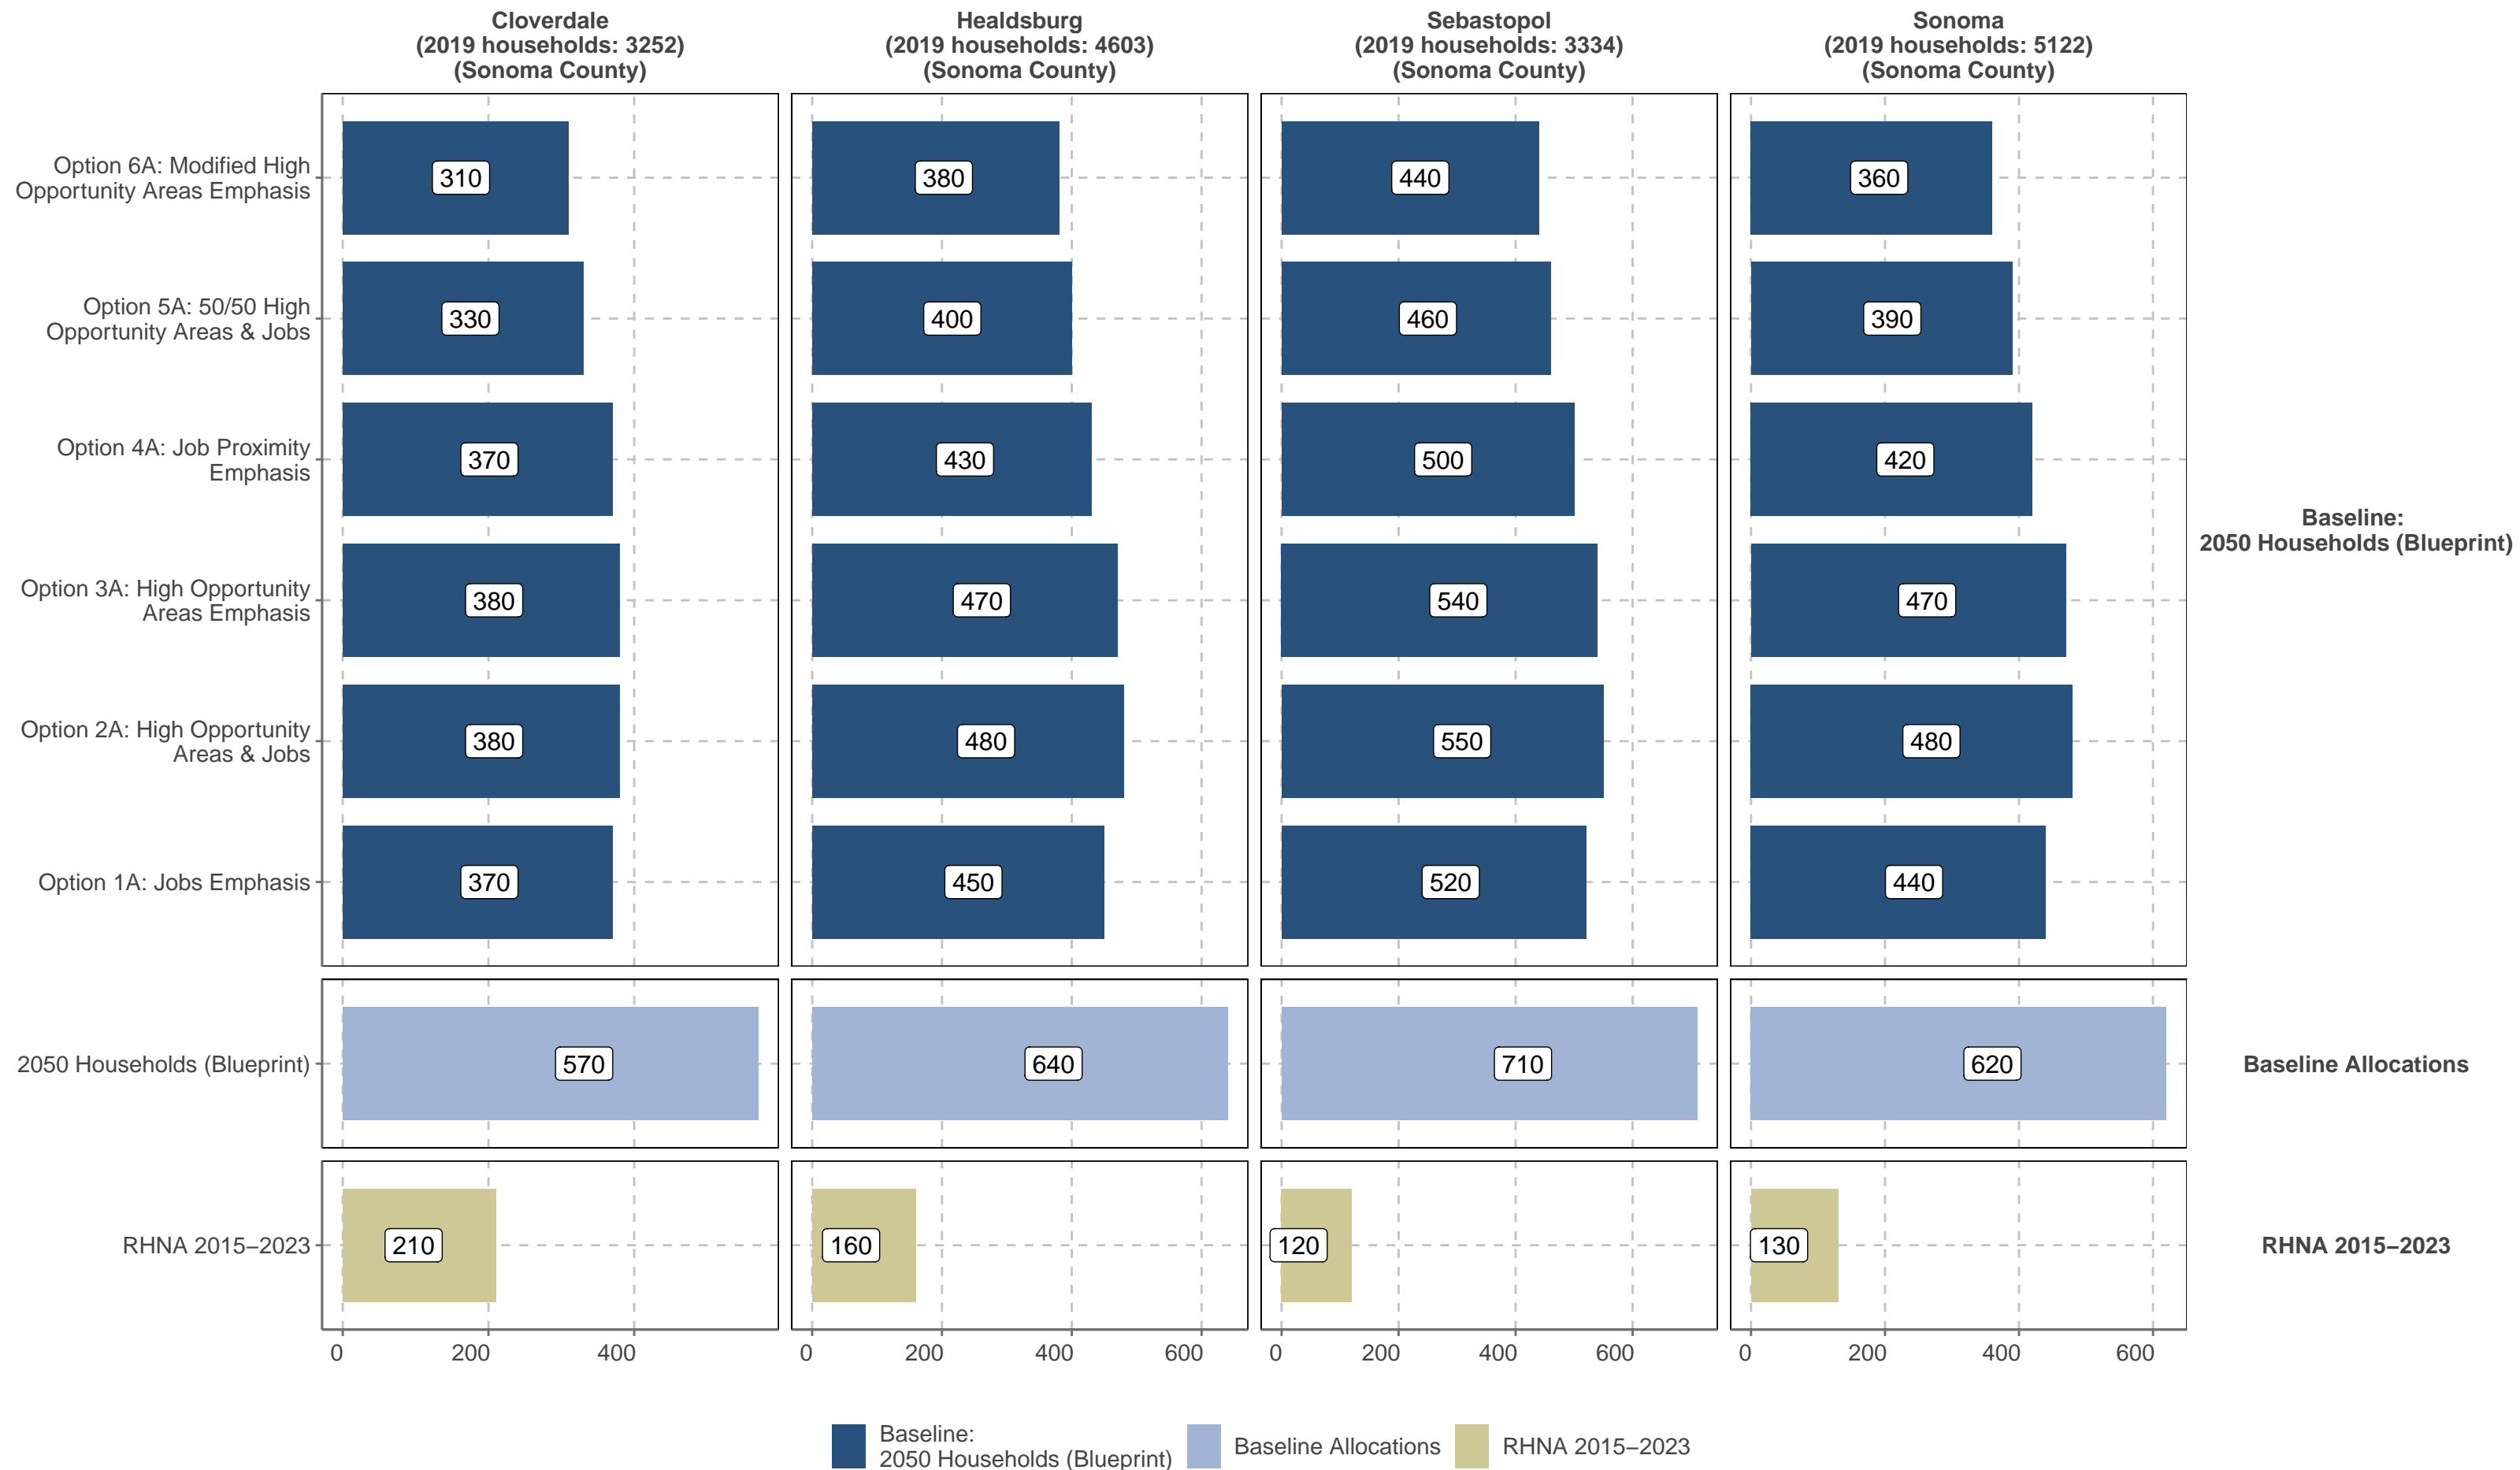 Cloverdale
(2019 households: 3252)
(Sonoma County)
Healdsburg
(2019 households: 4603)
(Sonoma County)
Sebastopol
(2019 households: 3334)
(Sonoma County)
Sonoma
(2019 households: 5122)
(Sonoma County)
Option 6A: Modified High
Opportunity Areas Emphasis
310
380
440
360
Option 5A: 50/50 High
Opportunity Areas & Jobs
330
400
460
390
Option 4A: Job Proximity
Emphasis
370
430
500
420
Baseline:
2050 Households (Blueprint)
Option 3A: High Opportunity
Areas Emphasis
380
470
540
470
Option 2A: High Opportunity
Areas & Jobs
380
480
550
480
Option 1A: Jobs Emphasis
370
450
520
440
2050 Households (Blueprint)
570
640
710
620
Baseline Allocations
RHNA 2015−2023
210
160
120
130
RHNA 2015−2023
0 200 400
0 200 400 600
0 200 400 600
0 200 400 600
Baseline:
2050 Households (Blueprint)
Baseline Allocations
RHNA 2015−2023